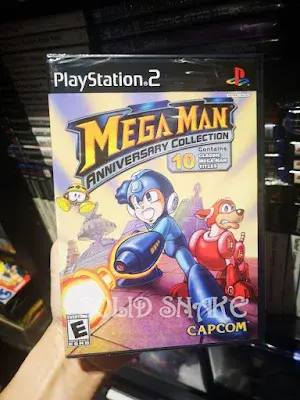 PlayStation®2
MEGA MAN
ANNIVERSARY COLLECTION
Contains
10
CLASSIC
MEGA MAN
TITLES
SOLID SNAKE
E
CAPCOM